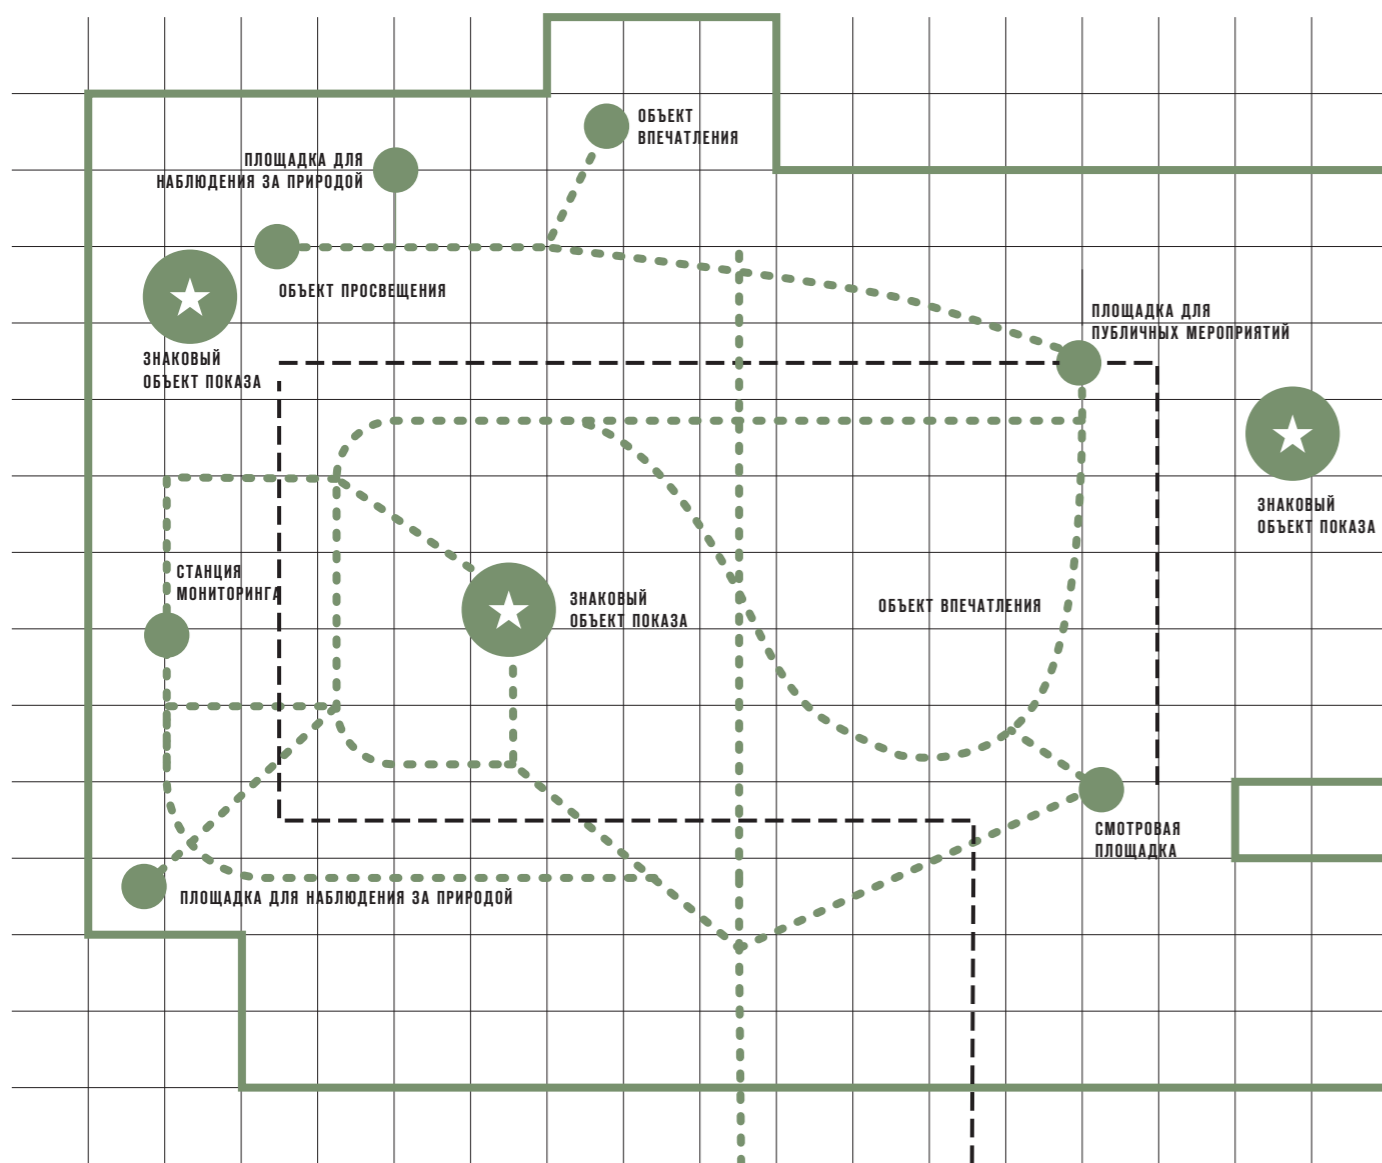 ОБЪЕКТ
ВПЕЧАТЛЕНИЯ
ПЛОЩАДКА ДЛЯ
НАБЛЮДЕНИЯ ЗА ПРИРОДОЙ
ОБЪЕКТ ПРОСВЕЩЕНИЯ
ПЛОЩАДКА ДЛЯ
ПУБЛИЧНЫХ МЕРОПРИЯТИЙ
ЗНАКОВЫЙ
ОБЪЕКТ ПОКАЗА
ЗНАКОВЫЙ
ОБЪЕКТ ПОКАЗА
СТАНЦИЯ
МОНИТОРИНГА
ЗНАКОВЫЙ
ОБЪЕКТ ПОКАЗА
ОБЪЕКТ ВПЕЧАТЛЕНИЯ
СМОТРОВАЯ
ПЛОЩАДКА
ПЛОЩАДКА ДЛЯ НАБЛЮДЕНИЯ ЗА ПРИРОДОЙ